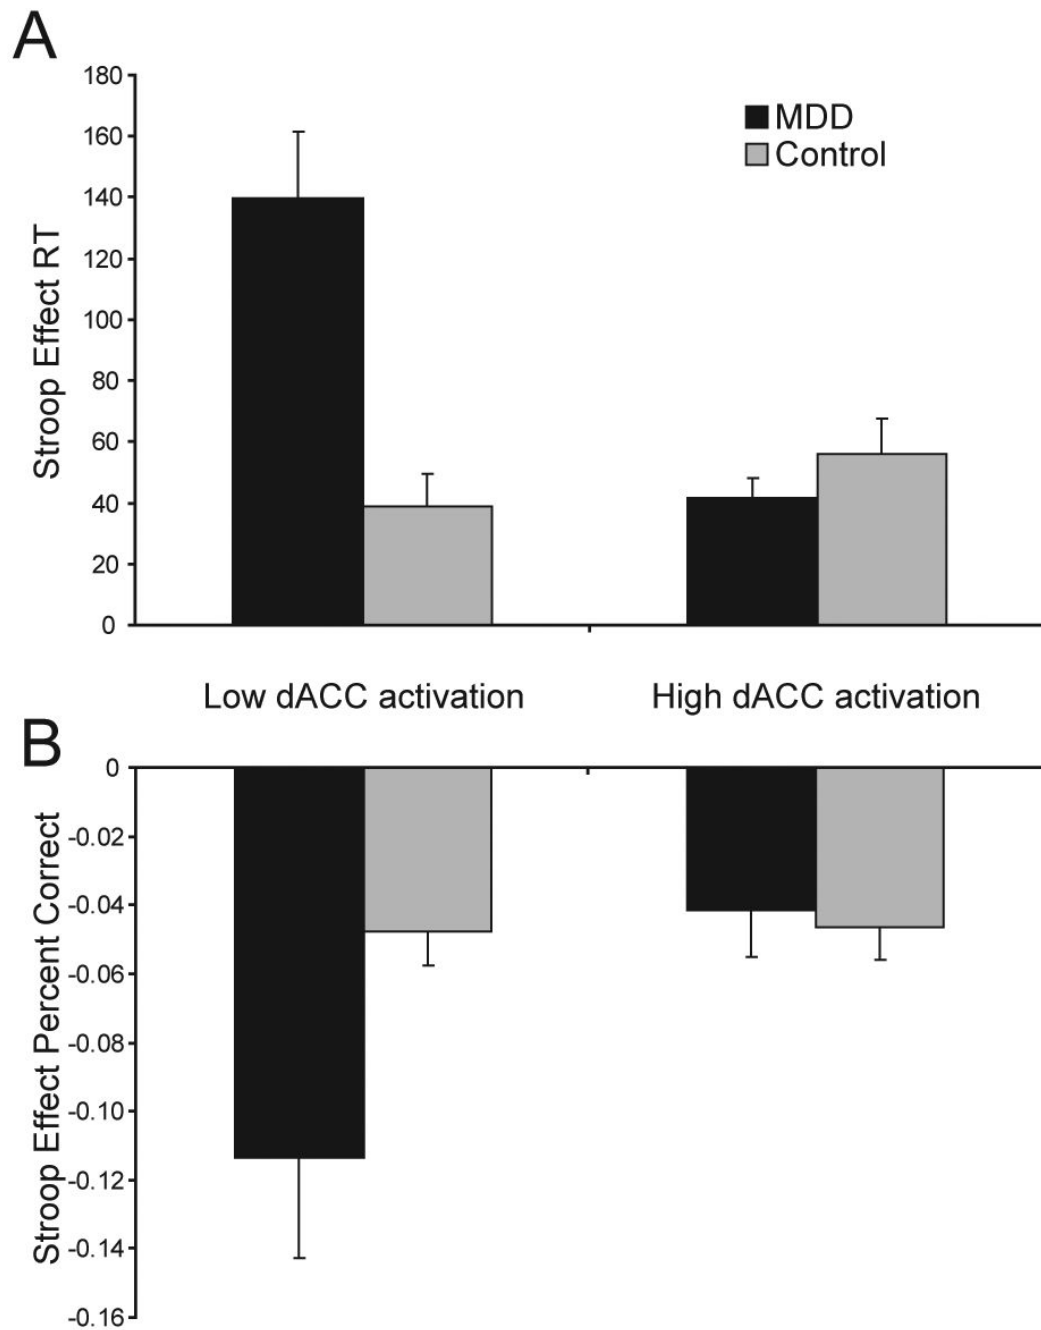 A
180
160
140
120
100
80
60
40
20
0
Stroop Effect RT
MDD
Control
Low dACC activation
High dACC activation
B
0
-0.02
-0.04
-0.06
-0.08
-0.10
-0.12
-0.14
-0.16
Stroop Effect Percent Correct